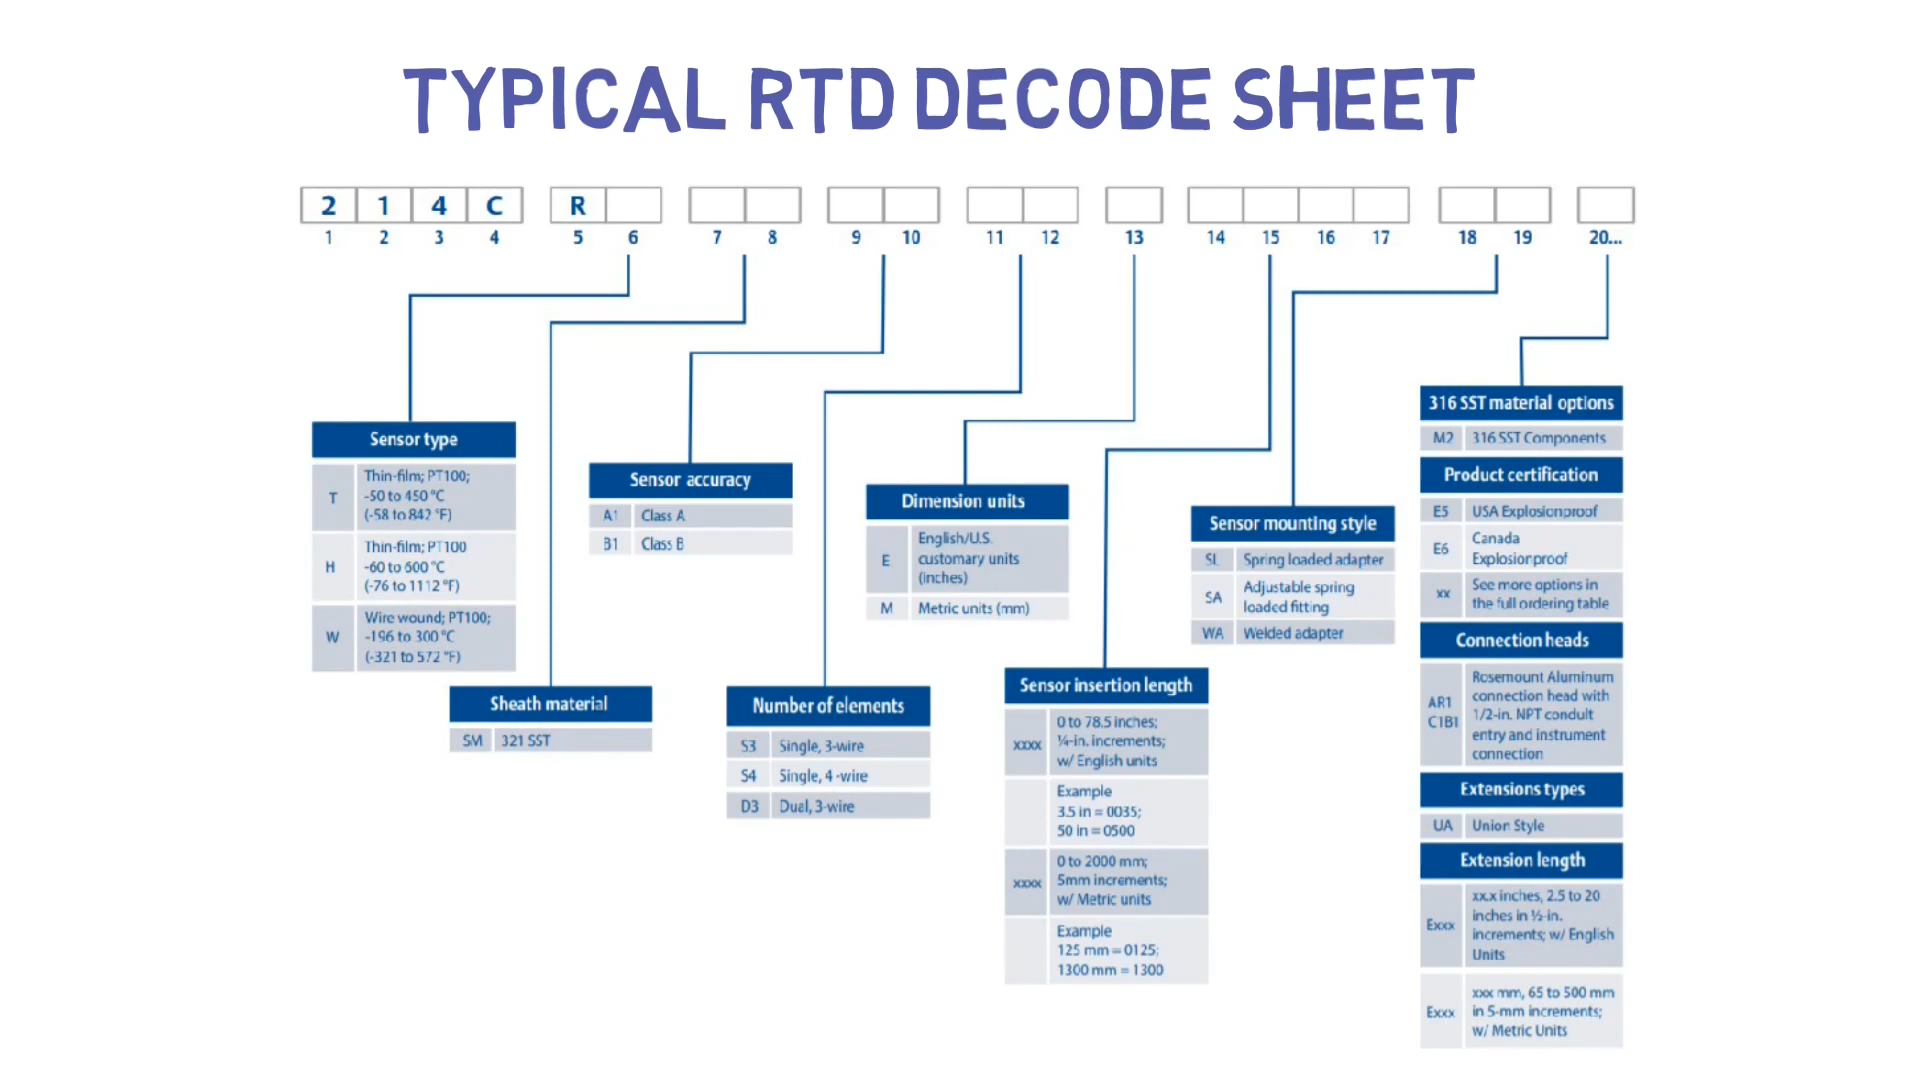 TYPICAL RTD DECODE SHEET
2 1 4 C R
1 2 3 4 5 6 7 8 9 10 11 12 13 14 15 16 17 18 19 20...
Sensor type
T Thin-film; PT100;
-50 to 450 °C
(-58 to 842 °F)
H Thin-film; PT100
-60 to 600 °C
(-76 to 1112 °F)
W Wire wound; PT100;
-196 to 300 °C
(-321 to 572 °F)
Sheath material
SM 321 SST
Sensor accuracy
A1 Class A
B1 Class B
Number of elements
S3 Single, 3-wire
S4 Single, 4-wire
D3 Dual, 3-wire
Dimension units
E English/U.S.
customary units
(inches)
M Metric units (mm)
Sensor insertion length
xxxx 0 to 78.5 inches;
¼-in. increments;
w/ English units
Example
3.5 in = 0035;
50 in = 0500
xxxx 0 to 2000 mm;
5mm increments;
w/ Metric units
Example
125 mm = 0125;
1300 mm = 1300
Sensor mounting style
SL Spring loaded adapter
SA Adjustable spring
loaded fitting
WA Welded adapter
316 SST material options
M2 316 SST Components
Product certification
E5 USA Explosionproof
E6 Canada
Explosionproof
xx See more options in
the full ordering table
Connection heads
AR1
C1B1
Rosemount Aluminum
connection head with
1/2-in. NPT conduit
entry and instrument
connection
Extensions types
UA Union Style
Extension length
Exxx xx.x inches, 2.5 to 20
inches in ½-in.
increments; w/ English
Units
Exxx xxx mm, 65 to 500 mm
in 5-mm increments;
w/ Metric Units